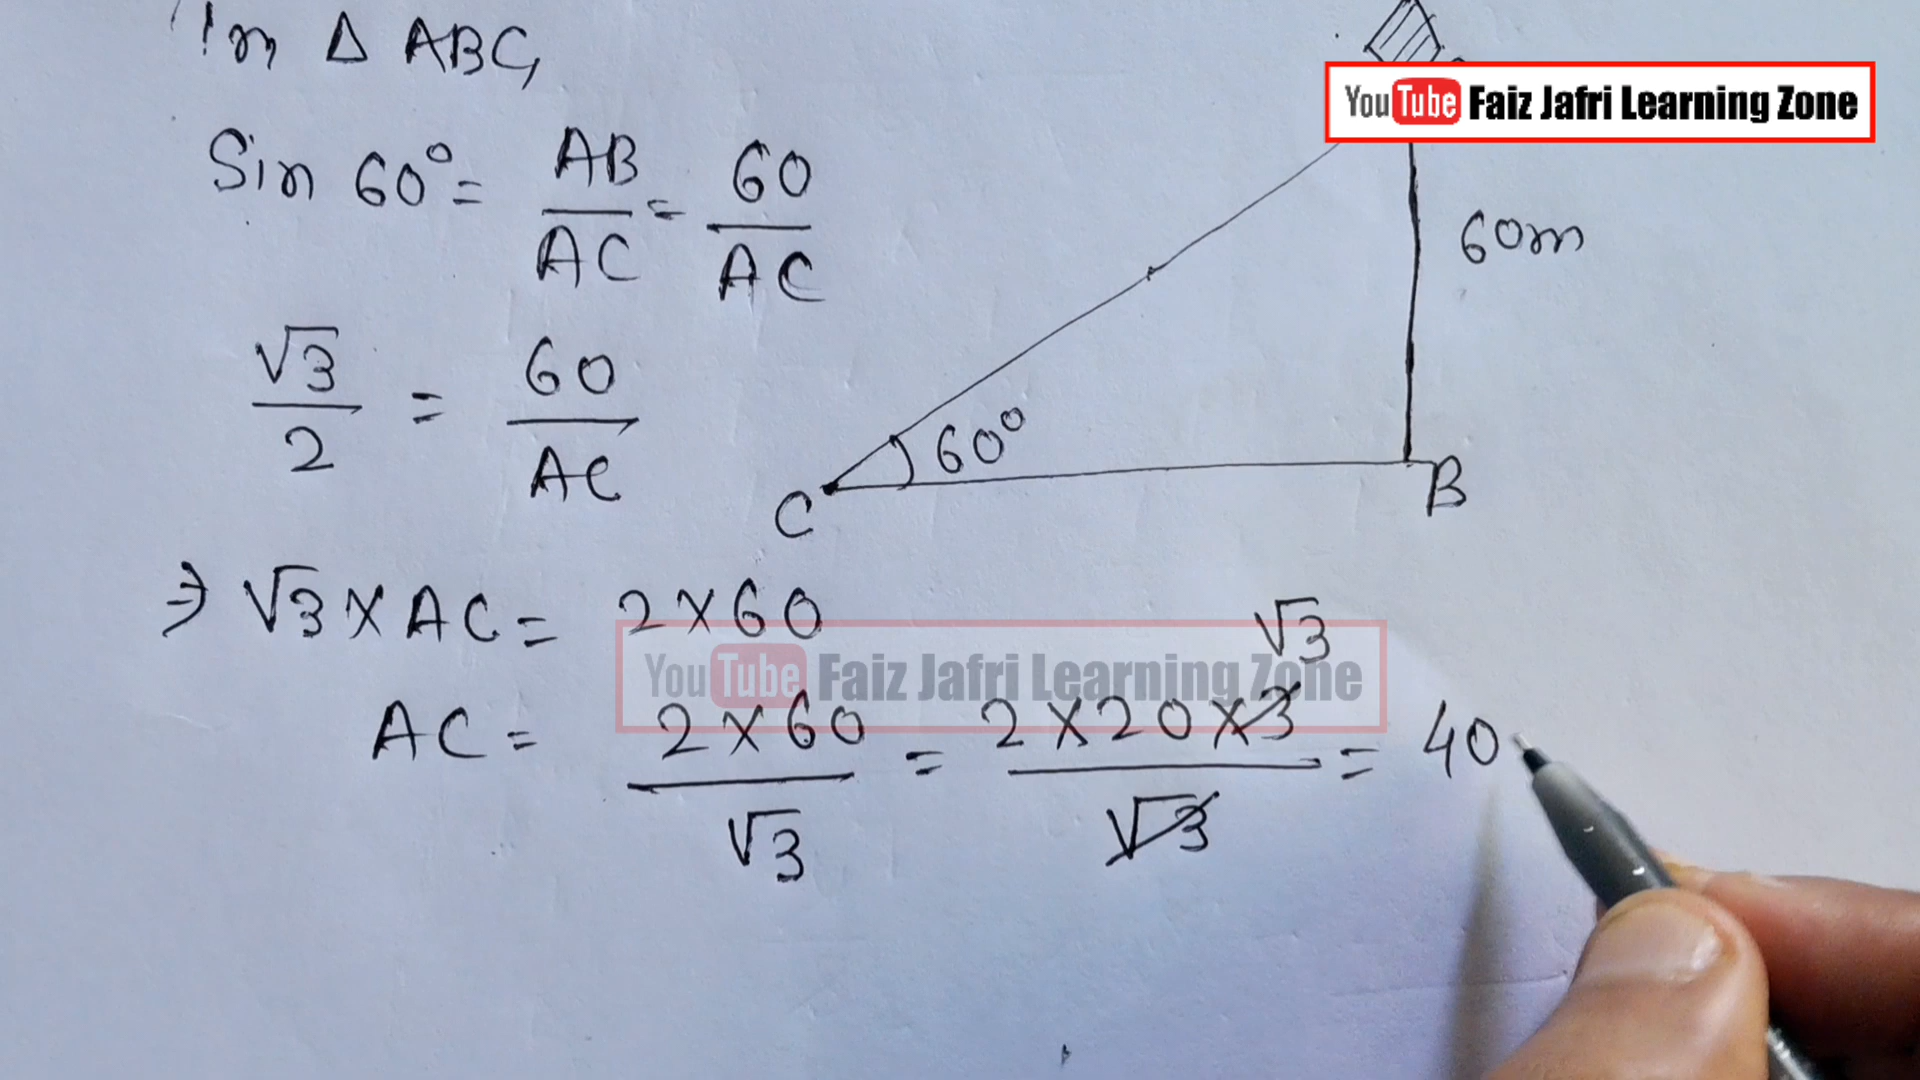 In Δ ABC,
YouTube Faiz Jafri Learning Zone
Sin 60° = AB/AC = 60/AC
60m
√3/2 = 60/AC
60°
C
B
⇒ √3 × AC = 2×60
YouTube Faiz Jafri Learning Zone
√3
AC = 2×60/√3 = 2×20×3/√3 = 40